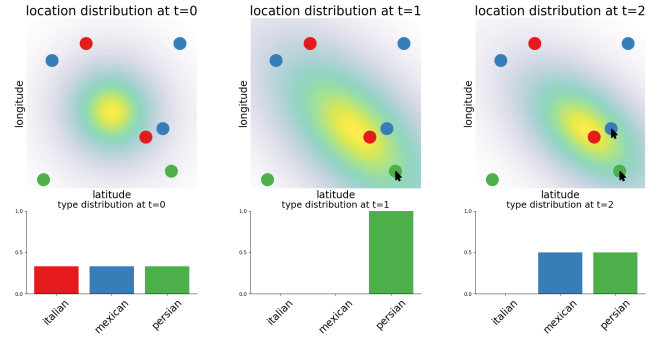 location distribution at t=0
longitude
latitude
type distribution at t=0
1.0
0.5
0.0
italian
mexican
persian
location distribution at t=1
longitude
latitude
type distribution at t=1
1.0
0.5
0.0
italian
mexican
persian
location distribution at t=2
longitude
latitude
type distribution at t=2
1.0
0.5
0.0
italian
mexican
persian